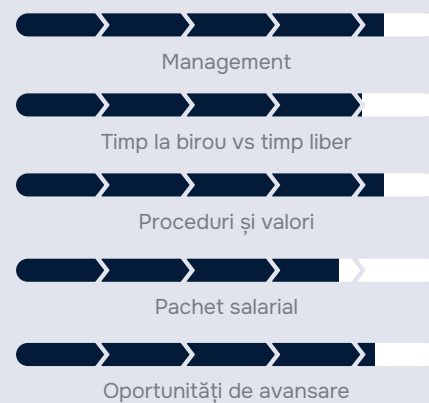 Management
Timp la birou vs timp liber
Proceduri și valori
Pachet salarial
Oportunități de avansare